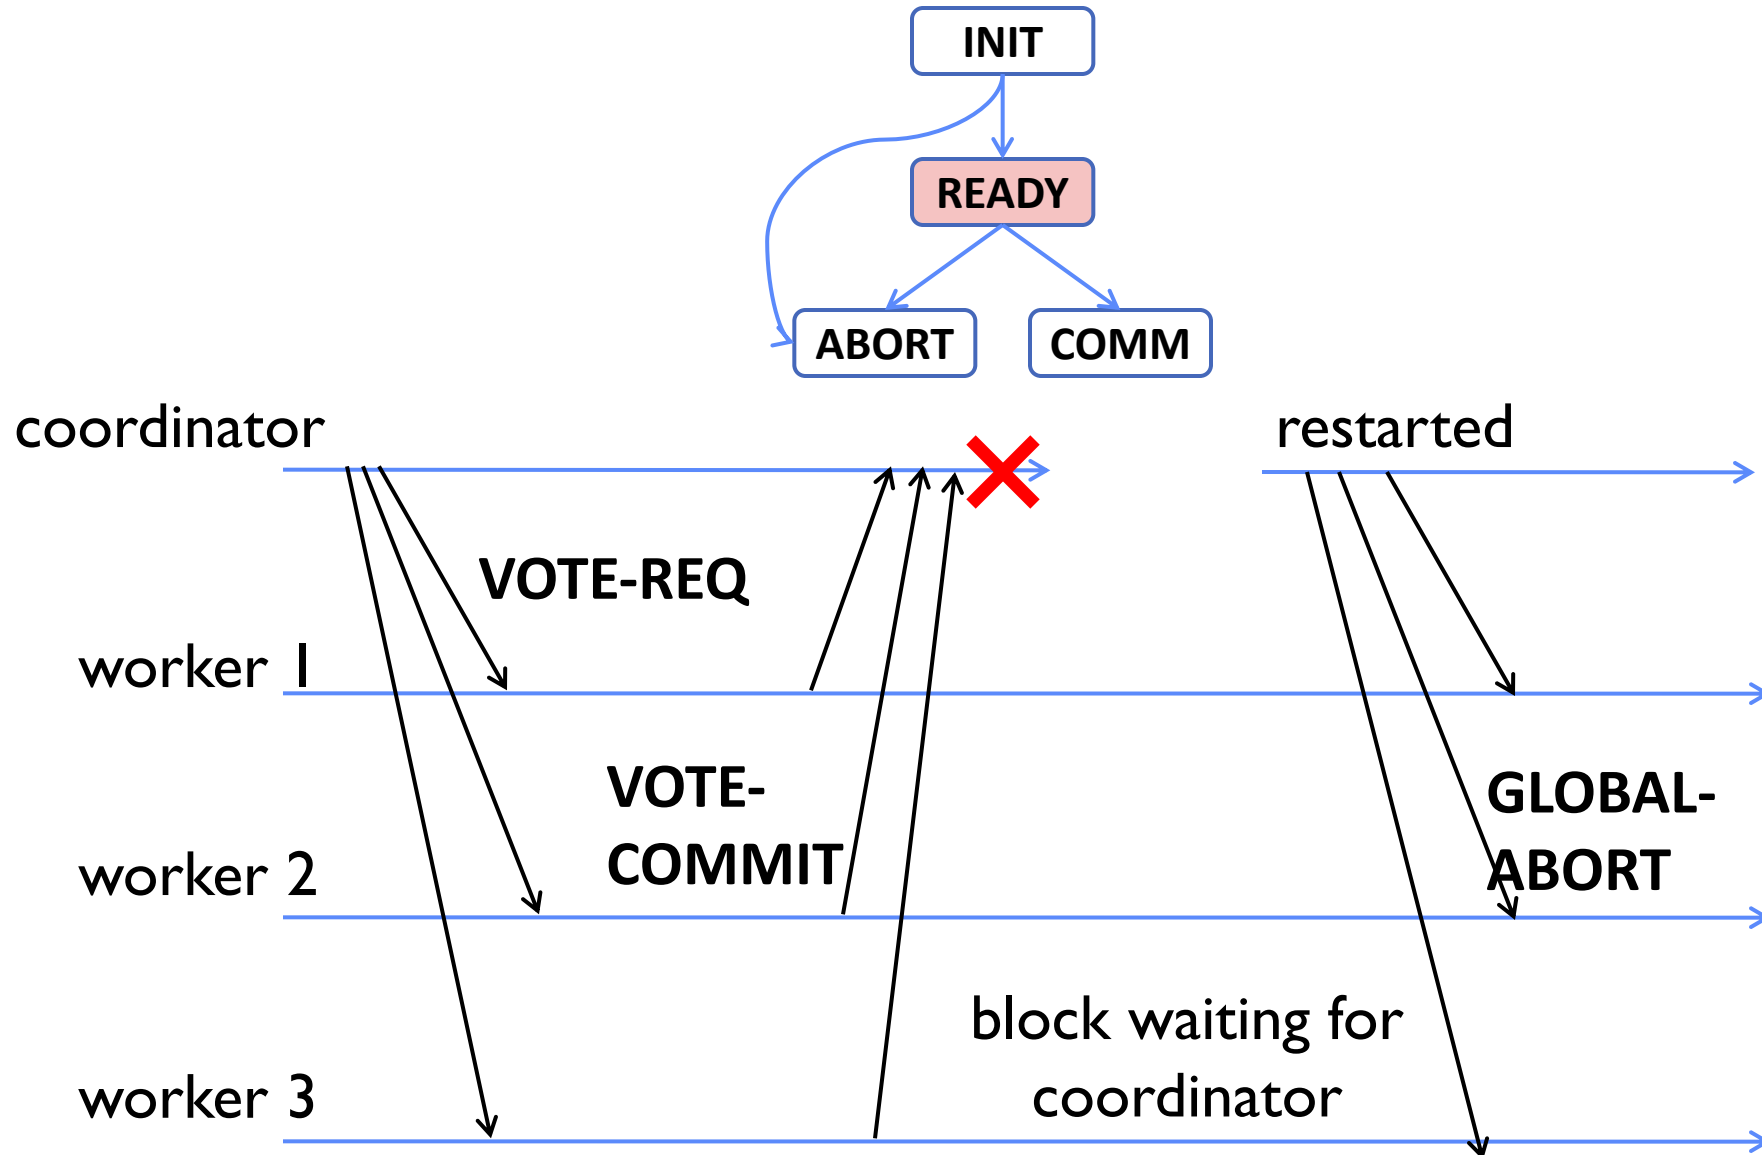 INIT
READY
ABORT
COMM
coordinator
restarted
VOTE-REQ
worker 1
VOTE-
COMMIT
GLOBAL-
ABORT
worker 2
block waiting for
coordinator
worker 3